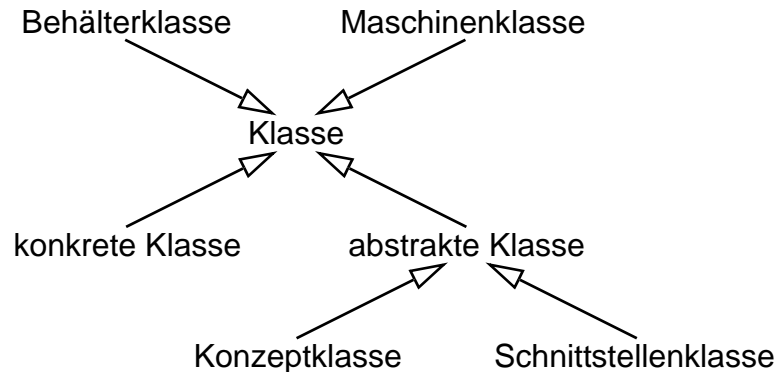 Behälterklasse Maschinenklasse
Klasse
konkrete Klasse abstrakte Klasse
Konzeptklasse Schnittstellenklasse